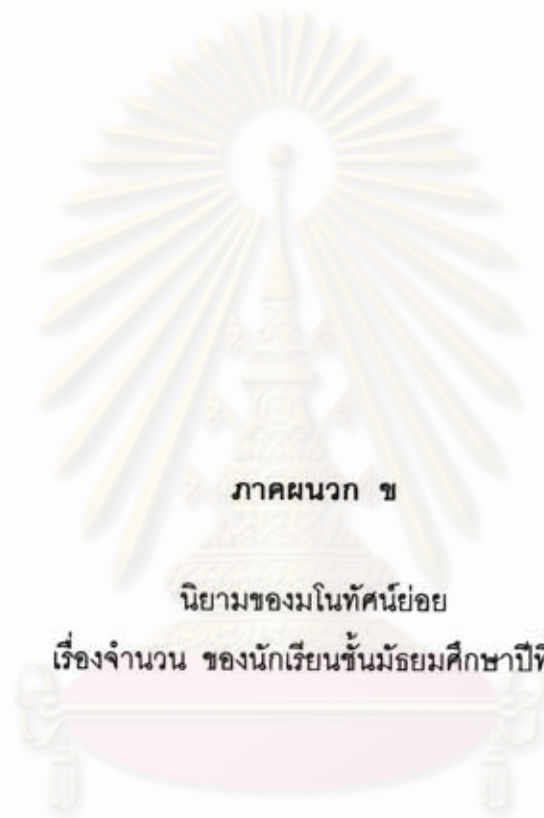 ภาคผนวก ข
นิยามของมโนทัศน์ย่อย
เรื่องจำนวน ของนักเรียนชั้นมัธยมศึกษาปีที่